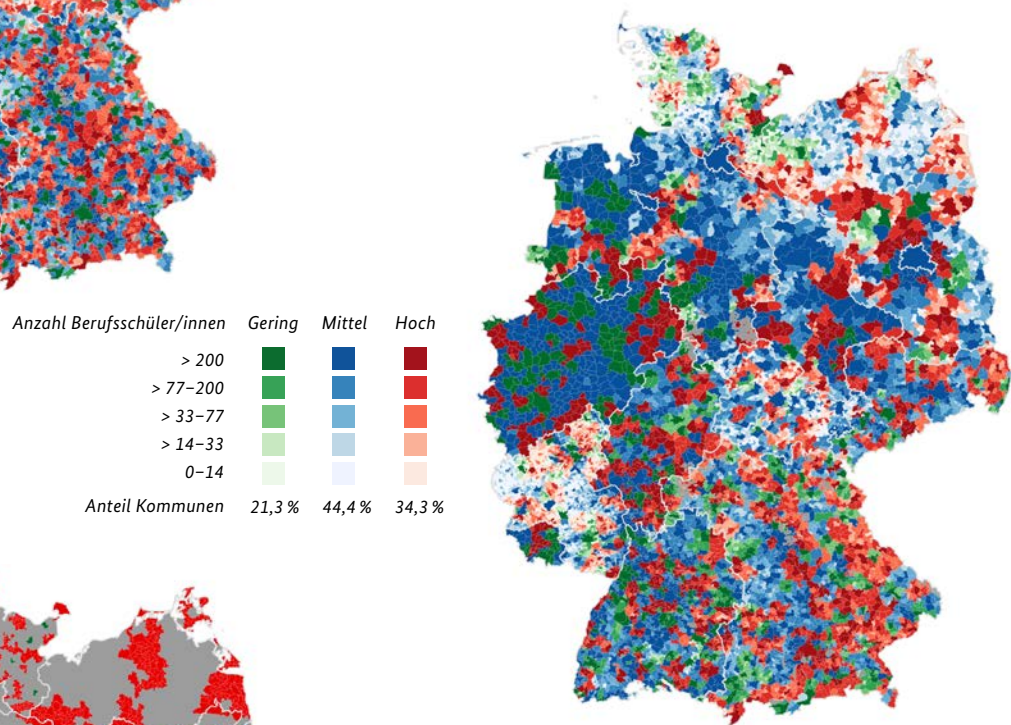 Anzahl Berufsschüler/innen Gering Mittel Hoch
> 200
> 77–200
> 33–77
> 14–33
0–14
Anteil Kommunen 21,3 % 44,4 % 34,3 %